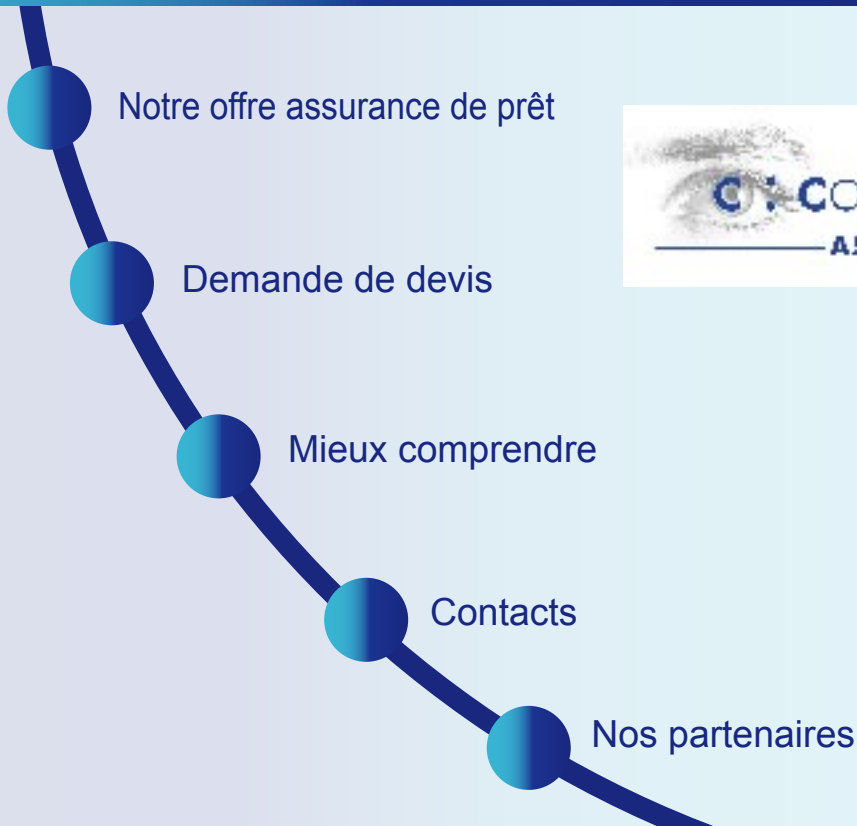 Notre offre assurance de prêt
Demande de devis
Mieux comprendre
Contacts
Nos partenaires